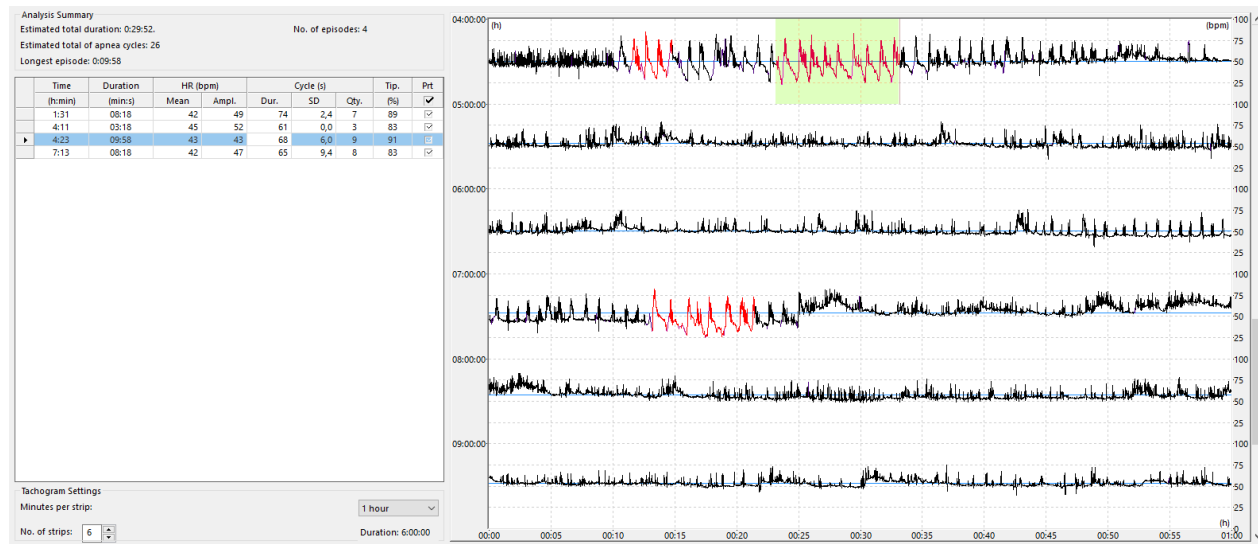 Analysis Summary
Estimated total duration: 0:29:52. No. of episodes: 4
Estimated total of apnea cycles: 26
Longest episode: 0:09:58
Time Duration HR (bpm) Cycle (s) Tip. Prt
(h:min) (min:s) Mean Ampl. Dur. SD Qty. (%)
1:31 08:18 42 49 74 2,4 7 89
4:11 03:18 45 52 61 0,0 3 83
4:23 09:58 43 43 68 6,0 9 91
7:13 08:18 42 47 65 9,4 8 83
Tachogram Settings
Minutes per strip: 1 hour
No. of strips: 6 Duration: 6:00:00
04:00:00 (h) (bpm) 100
75
50
25
05:00:00 100
75
50
25
06:00:00 100
75
50
25
07:00:00 100
75
50
25
08:00:00 100
75
50
25
09:00:00 100
75
50
25
(h)
0
00:00 00:05 00:10 00:15 00:20 00:25 00:30 00:35 00:40 00:45 00:50 00:55 01:00